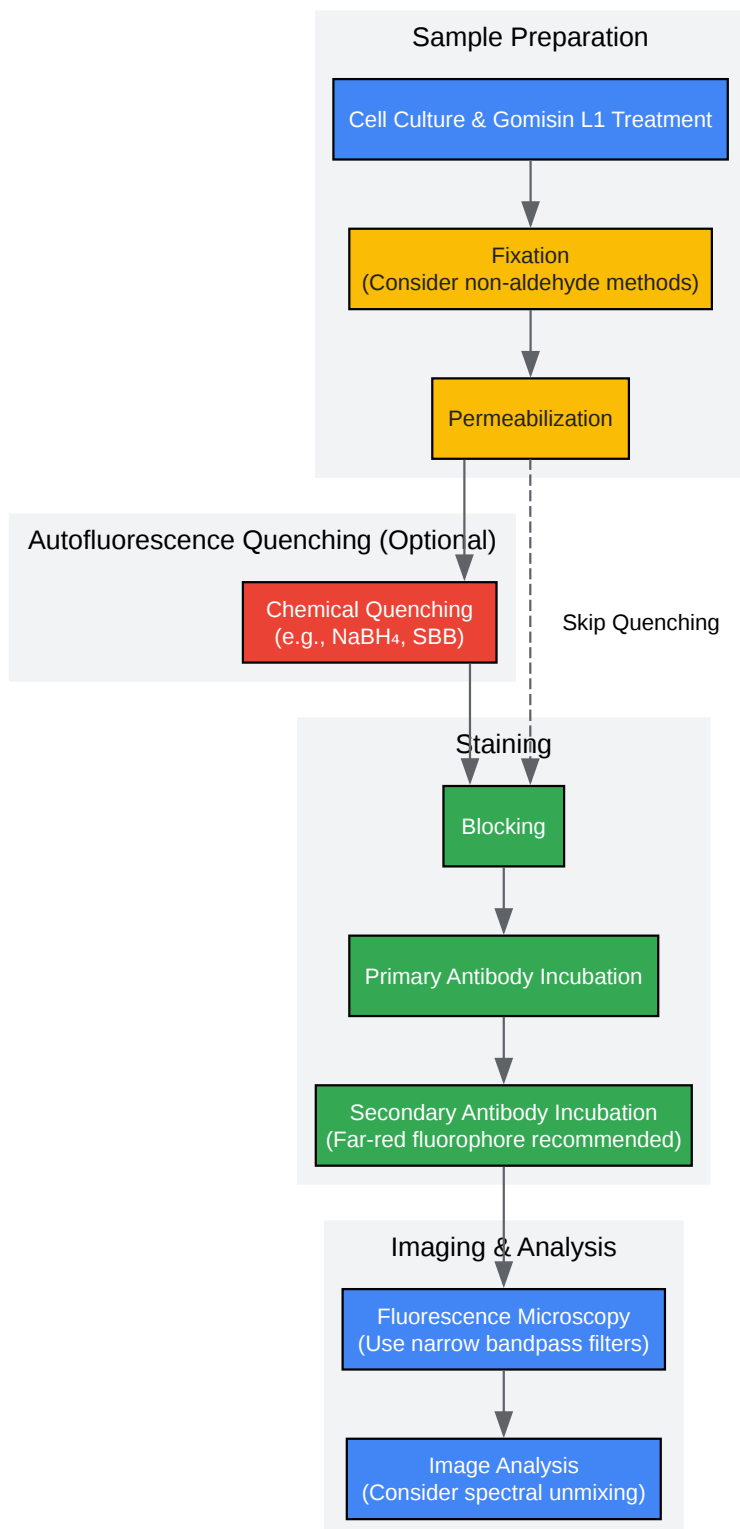 Sample Preparation
Cell Culture & Gomisin L1 Treatment
Fixation
(Consider non-aldehyde methods)
Permeabilization
Autofluorescence Quenching (Optional)
Chemical Quenching
(e.g., NaBH₄, SBB)
Skip Quenching
Staining
Blocking
Primary Antibody Incubation
Secondary Antibody Incubation
(Far-red fluorophore recommended)
Imaging & Analysis
Fluorescence Microscopy
(Use narrow bandpass filters)
Image Analysis
(Consider spectral unmixing)